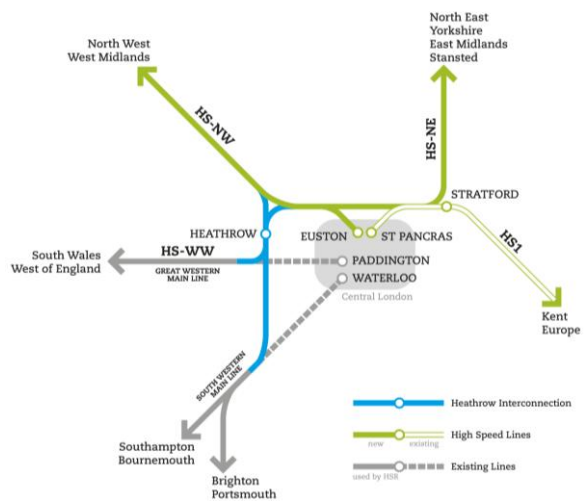 North East
Yorkshire
East Midlands
Stansted
North West
West Midlands
HS-NW
HS-NE
STRATFORD
HEATHROW
EUSTON
ST PANCRAS
HS1
South Wales
West of England
HS-WW
GREAT WESTERN
MAIN LINE
PADDINGTON
WATERLOO
Central London
Kent
Europe
SOUTH WESTERN
MAIN LINE
Southampton
Bournemouth
Brighton
Portsmouth
Heathrow Interconnection
High Speed Lines
new
existing
Existing Lines
used by HSR